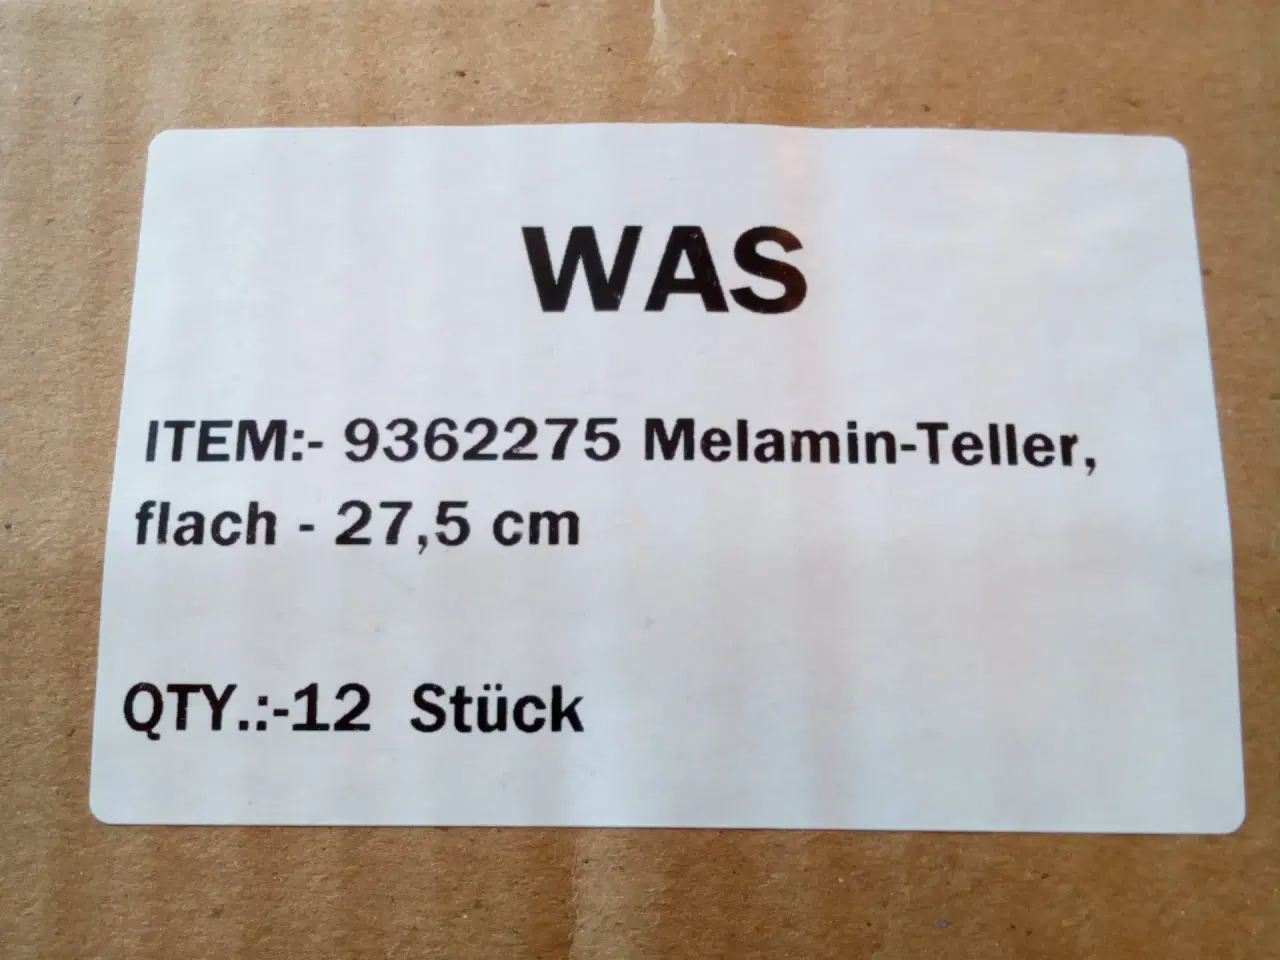 WAS
ITEM:- 9362275 Melamin-Teller,
flach - 27,5 cm
QTY.:-12 Stück